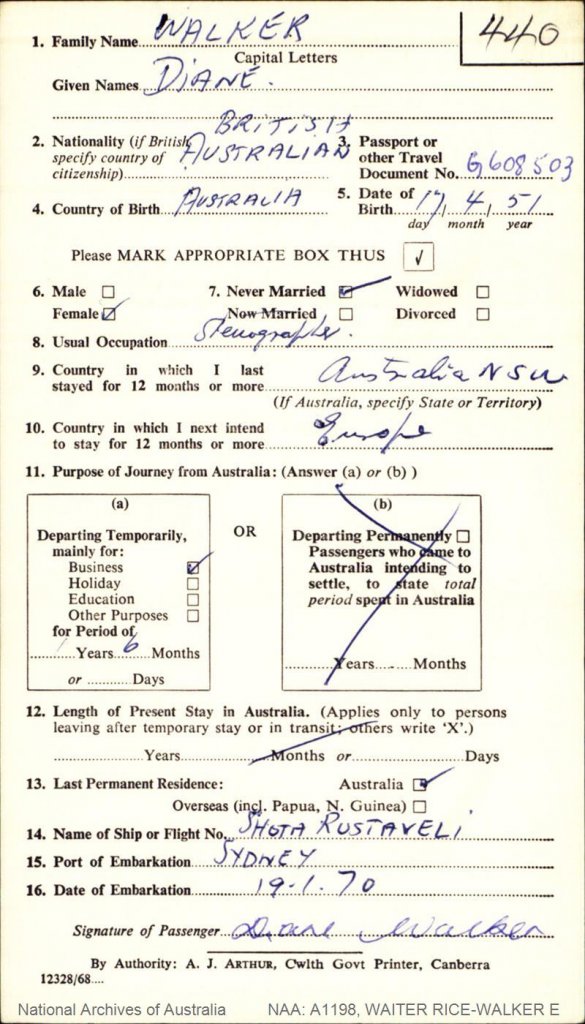 440
1. Family Name WALKER
Capital Letters
Given Names DIANE.
BRITISH
2. Nationality (if British, specify country of citizenship) AUSTRALIAN
3. Passport or other Travel Document No. G608503
4. Country of Birth AUSTRALIA
5. Date of Birth 17/4/51
day month year
Please MARK APPROPRIATE BOX THUS ✓
6. Male ☐
Female ☑
7. Never Married ☑ Widowed ☐
Now Married ☐ Divorced ☐
8. Usual Occupation Stenographer.
9. Country in which I last
stayed for 12 months or more Australia NSW
(If Australia, specify State or Territory)
10. Country in which I next intend
to stay for 12 months or more Europe
11. Purpose of Journey from Australia: (Answer (a) or (b) )
(a)
Departing Temporarily,
mainly for:
Business ☑
Holiday ☐
Education ☐
Other Purposes ☐
for Period of
1 Years 6 Months
or ........... Days
OR
(b)
Departing Permanently ☐
Passengers who came to
Australia intending to
settle, to state total
period spent in Australia
Years Months
12. Length of Present Stay in Australia. (Applies only to persons
leaving after temporary stay or in transit; others write ‘X’.)
Years Months or Days
13. Last Permanent Residence: Australia ☑
Overseas (incl. Papua, N. Guinea) ☐
14. Name of Ship or Flight No. SHOTA RUSTAVELI
15. Port of Embarkation SYDNEY
16. Date of Embarkation 19-1.70
Signature of Passenger Diane Walker
By Authority: A. J. ARTHUR, Cwlth Govt Printer, Canberra
12328/68....
National Archives of Australia NAA: A1198, WAITER RICE-WALKER E